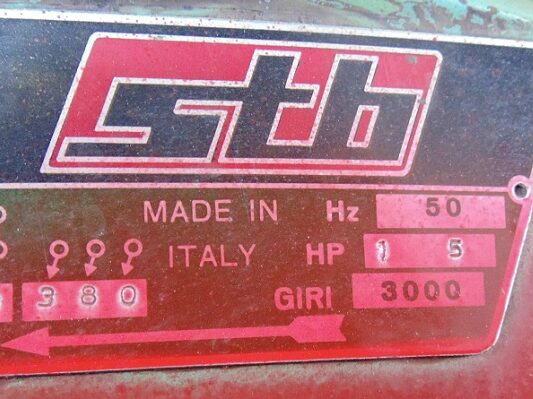 stb
MADE IN Hz 50
ITALY HP 1 5
380 GIRI 3000